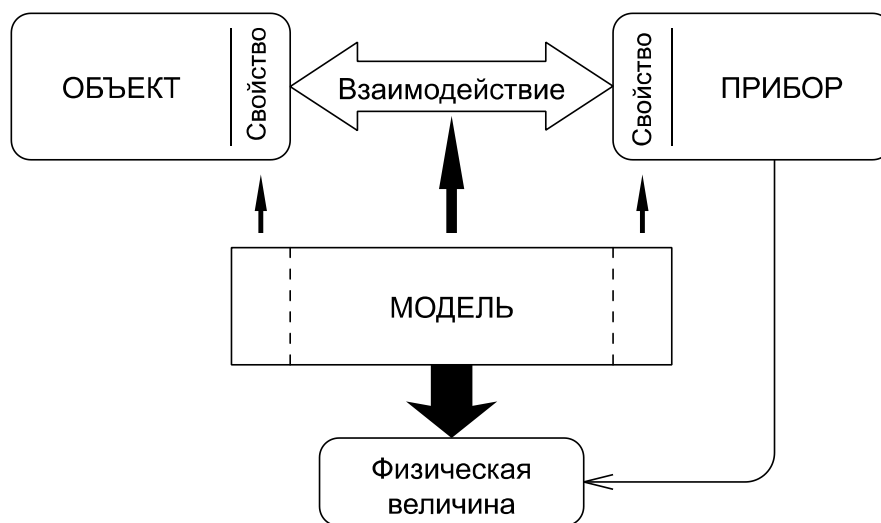 ОБЪЕКТ
Свойство
Взаимодействие
Свойство
ПРИБОР
МОДЕЛЬ
Физическая
величина